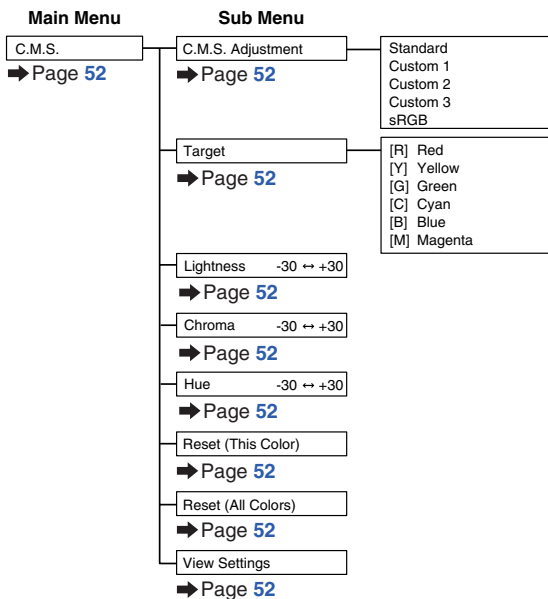 Main Menu Sub Menu
C.M.S. C.M.S. Adjustment Standard
➡Page 52 ➡Page 52 Custom 1
Custom 2
Custom 3
sRGB
Target [R] Red
➡Page 52 [Y] Yellow
[G] Green
[C] Cyan
[B] Blue
[M] Magenta
Lightness -30 ↔ +30
➡Page 52
Chroma -30 ↔ +30
➡Page 52
Hue -30 ↔ +30
➡Page 52
Reset (This Color)
➡Page 52
Reset (All Colors)
➡Page 52
View Settings
➡Page 52